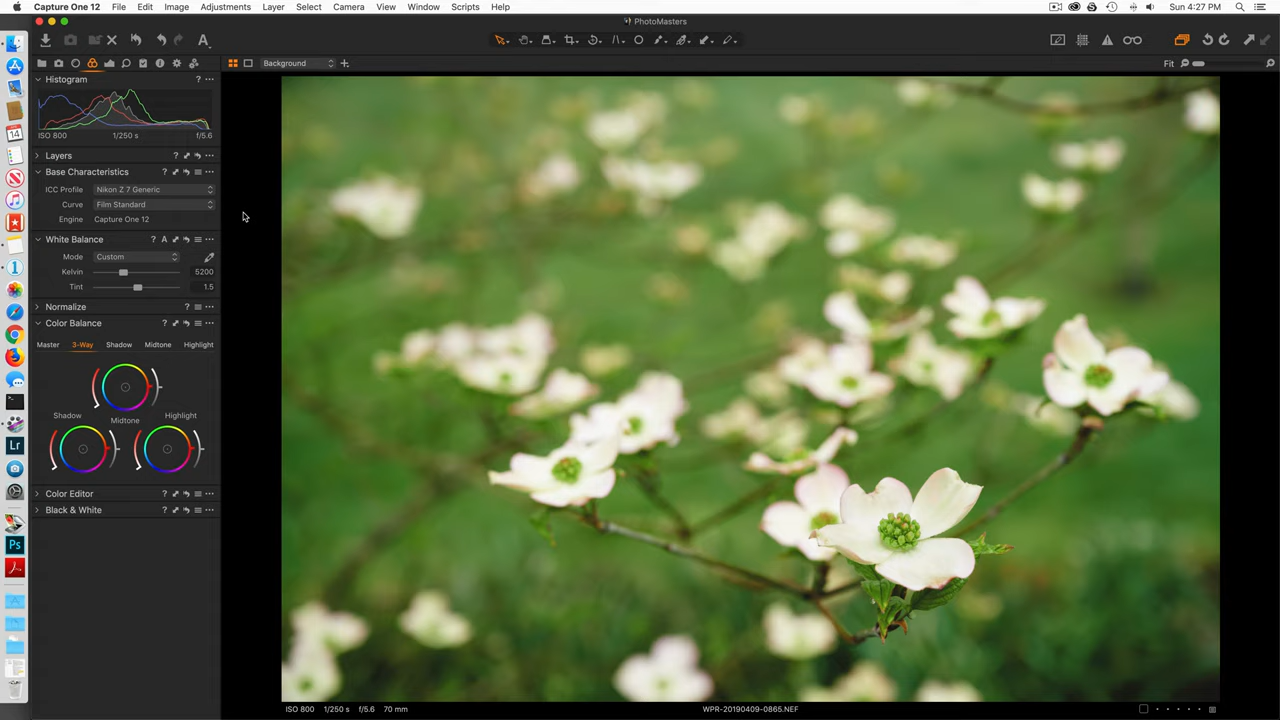 Capture One 12 File Edit Image Adjustments Layer Select Camera View Window Scripts Help Sun 4:27 PM
PhotoMasters
Background Fit
Histogram
ISO 800 1/250 s f/5.6
Layers
Base Characteristics
ICC Profile Nikon Z 7 Generic
Curve Film Standard
Engine Capture One 12
White Balance
Mode Custom
Kelvin 5200
Tint 1.5
Normalize
Color Balance
Master 3-Way Shadow Midtone Highlight
Shadow Midtone Highlight
Color Editor
Black & White
14
Lr
Ps
ISO 800 1/250 s f/5.6 70 mm WPR-20190409-0865.NEF